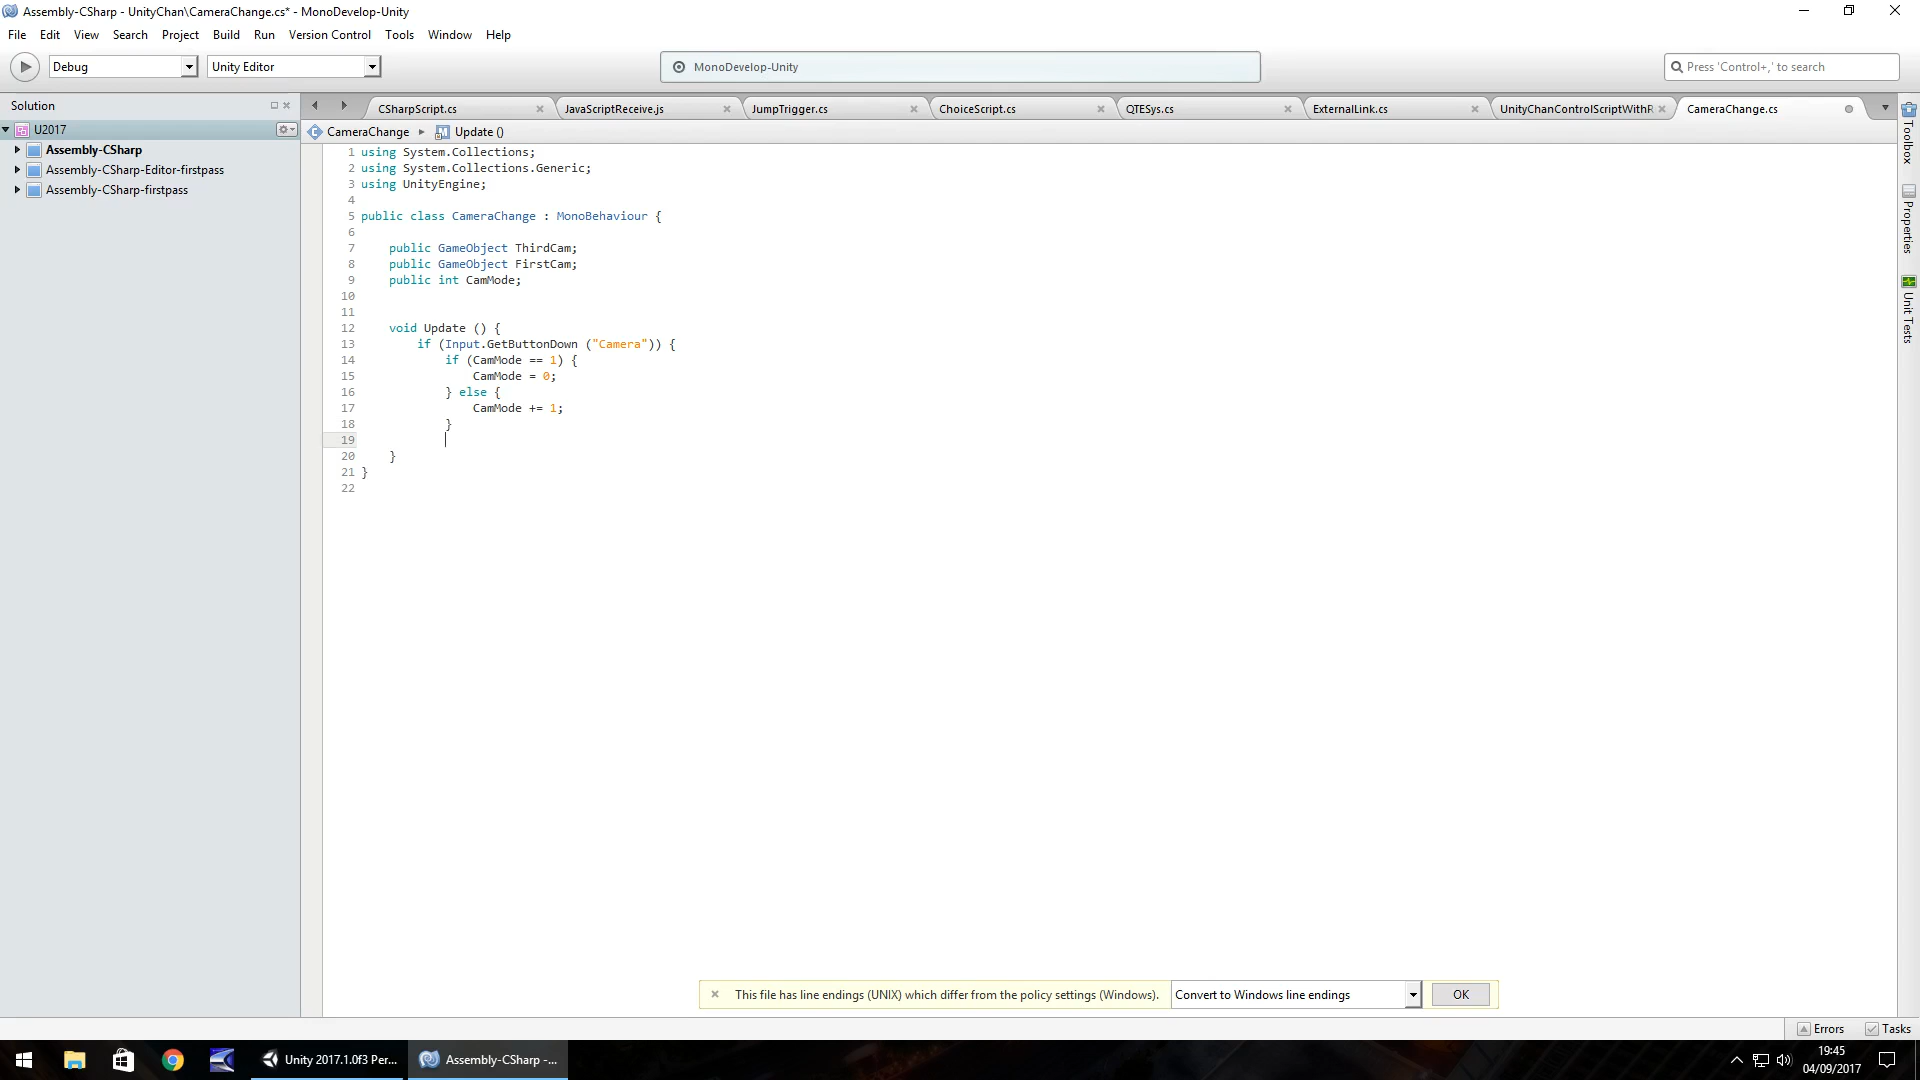 Assembly-CSharp - UnityChan\CameraChange.cs* - MonoDevelop-Unity
File Edit View Search Project Build Run Version Control Tools Window Help
Debug Unity Editor MonoDevelop-Unity Press 'Control+,' to search
Solution CSharpScript.cs JavaScriptReceive.js JumpTrigger.cs ChoiceScript.cs QTESys.cs ExternalLink.cs UnityChanControlScriptWithR CameraChange.cs
U2017 CameraChange Update ()
Assembly-CSharp
Assembly-CSharp-Editor-firstpass
Assembly-CSharp-firstpass
1 using System.Collections;
2 using System.Collections.Generic;
3 using UnityEngine;
4
5 public class CameraChange : MonoBehaviour {
6
7 public GameObject ThirdCam;
8 public GameObject FirstCam;
9 public int CamMode;
10
11
12 void Update () {
13 if (Input.GetButtonDown ("Camera")) {
14 if (CamMode == 1) {
15 CamMode = 0;
16 } else {
17 CamMode += 1;
18 }
19
20 }
21 }
22
Toolbox
Properties
Unit Tests
This file has line endings (UNIX) which differ from the policy settings (Windows). Convert to Windows line endings OK
Errors Tasks
Unity 2017.1.0f3 Per... Assembly-CSharp -...
19:45
04/09/2017